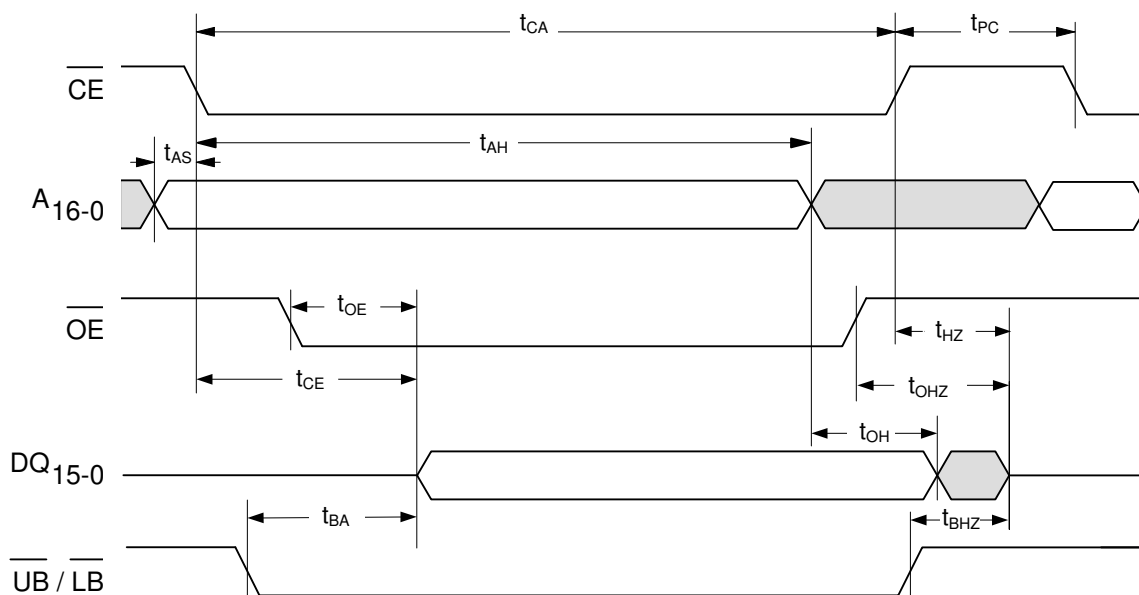 tCA
tPC
CE
tAS
tAH
A16-0
OE
tOE
tHZ
tCE
tOHZ
tOH
DQ15-0
tBA
tBHZ
UB / LB